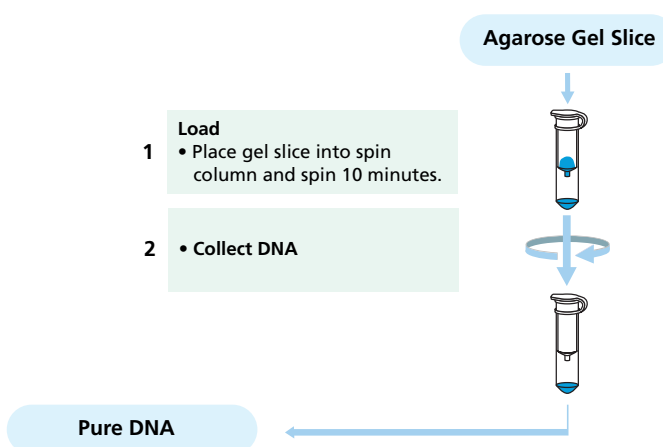 Agarose Gel Slice
Load
1
• Place gel slice into spin
column and spin 10 minutes.
2
• Collect DNA
Pure DNA